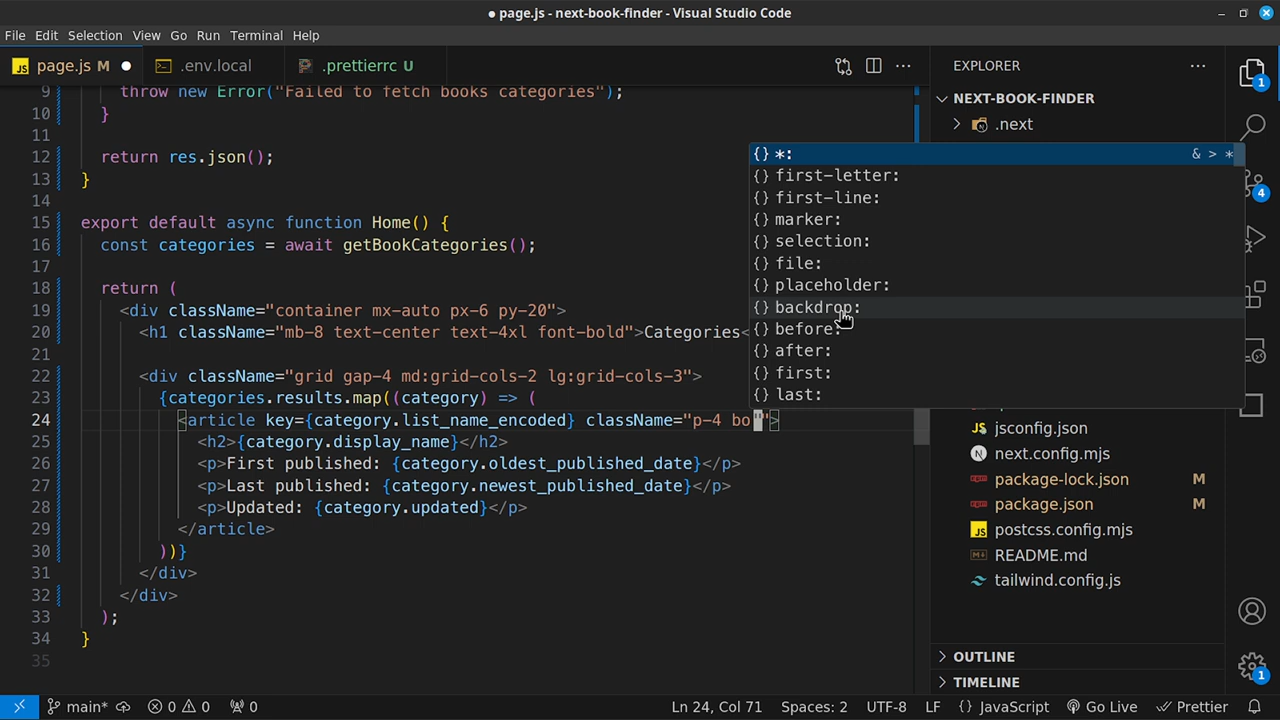 page.js - next-book-finder - Visual Studio Code
File Edit Selection View Go Run Terminal Help
JS page.js M .env.local .prettierrc U ··· EXPLORER ···
NEXT-BOOK-FINDER
.next
9 throw new Error("Failed to fetch books categories");
10 }
11
12 return res.json();
13 }
14
15 export default async function Home() {
16 const categories = await getBookCategories();
17
18 return (
19 <div className="container mx-auto px-6 py-20">
20 <h1 className="mb-8 text-center text-4xl font-bold">Categories<
21
22 <div className="grid gap-4 md:grid-cols-2 lg:grid-cols-3">
23 {categories.results.map((category) => (
24 <article key={category.list_name_encoded} className="p-4 bo">
25 <h2>{category.display_name}</h2>
26 <p>First published: {category.oldest_published_date}</p>
27 <p>Last published: {category.newest_published_date}</p>
28 <p>Updated: {category.updated}</p>
29 </article>
30 ))}
31 </div>
32 </div>
33 );
34 }
35
{} *: & > *
{} first-letter:
{} first-line:
{} marker:
{} selection:
{} file:
{} placeholder:
{} backdrop:
{} before:
{} after:
{} first:
{} last:
JS jsconfig.json
N next.config.mjs
package-lock.json M
package.json M
JS postcss.config.mjs
README.md
tailwind.config.js
OUTLINE
TIMELINE
1
4
1
main* 0 0 0 Ln 24, Col 71 Spaces: 2 UTF-8 LF {} JavaScript Go Live Prettier